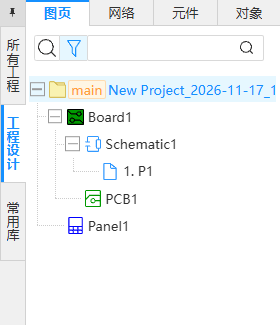 图页 网络 元件 对象
所有工程
工程设计
常用库
main New Project_2026-11-17_1
Board1
Schematic1
1. P1
PCB1
Panel1